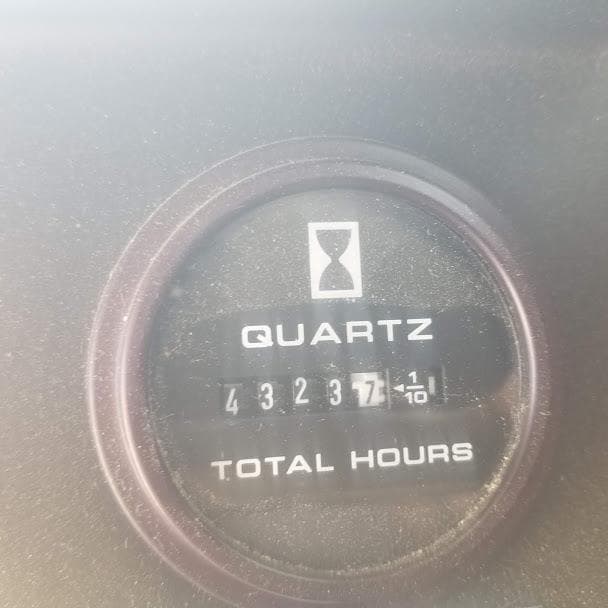 QUARTZ
4 3 2 3 7 ◄ 1/10
TOTAL HOURS